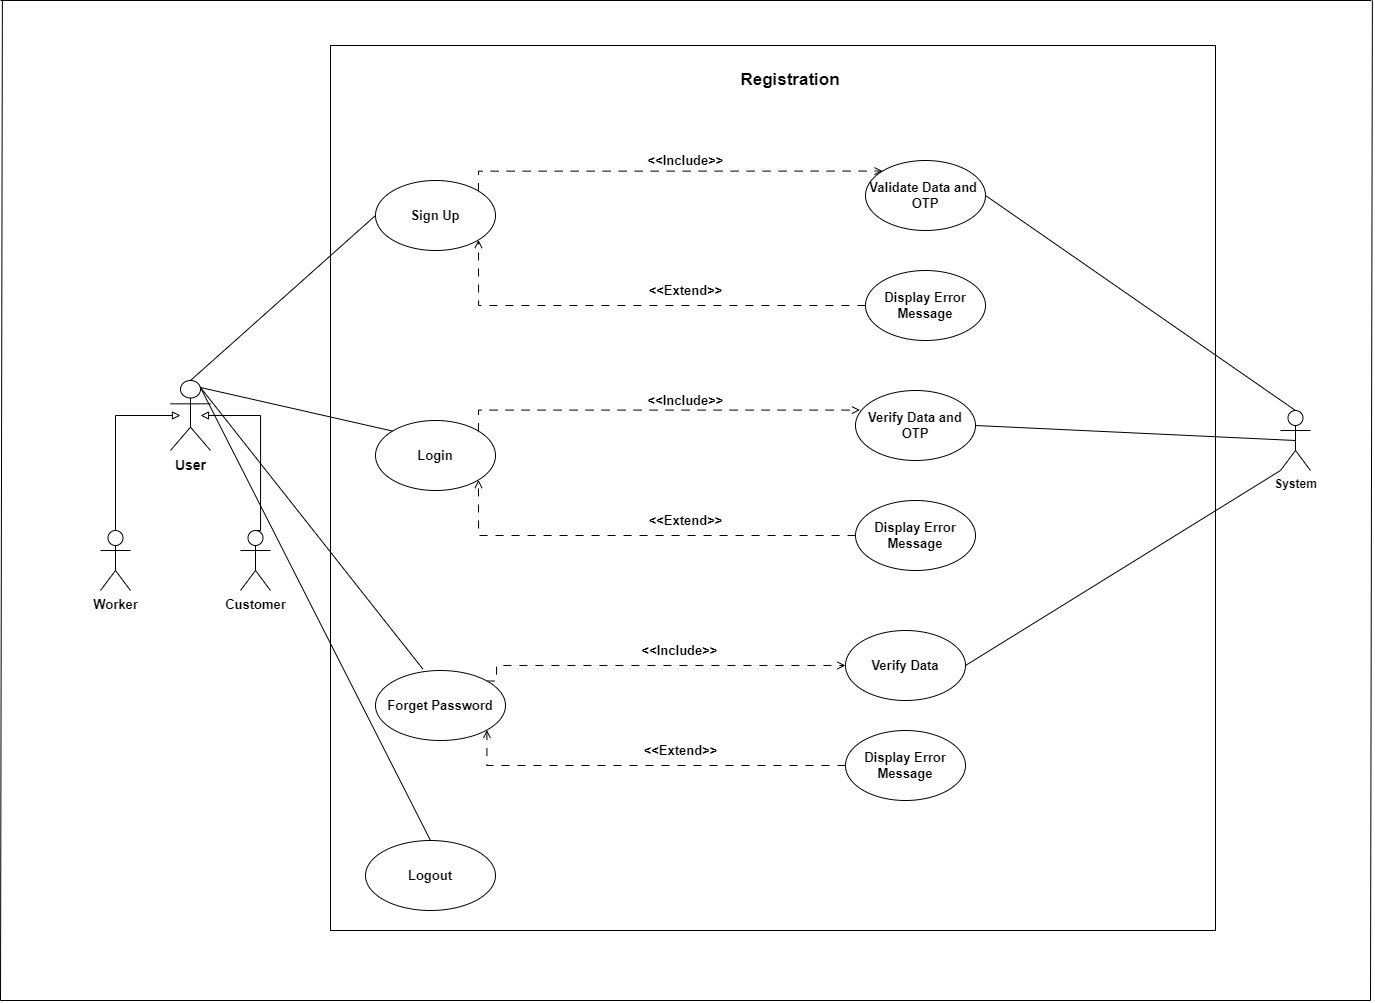 Registration
<<Include>>
Sign Up
Validate Data and
OTP
<<Extend>>
Display Error
Message
<<Include>>
Login
Verify Data and
OTP
User
System
<<Extend>>
Display Error
Message
Worker
Customer
<<Include>>
Verify Data
Forget Password
<<Extend>>
Display Error
Message
Logout